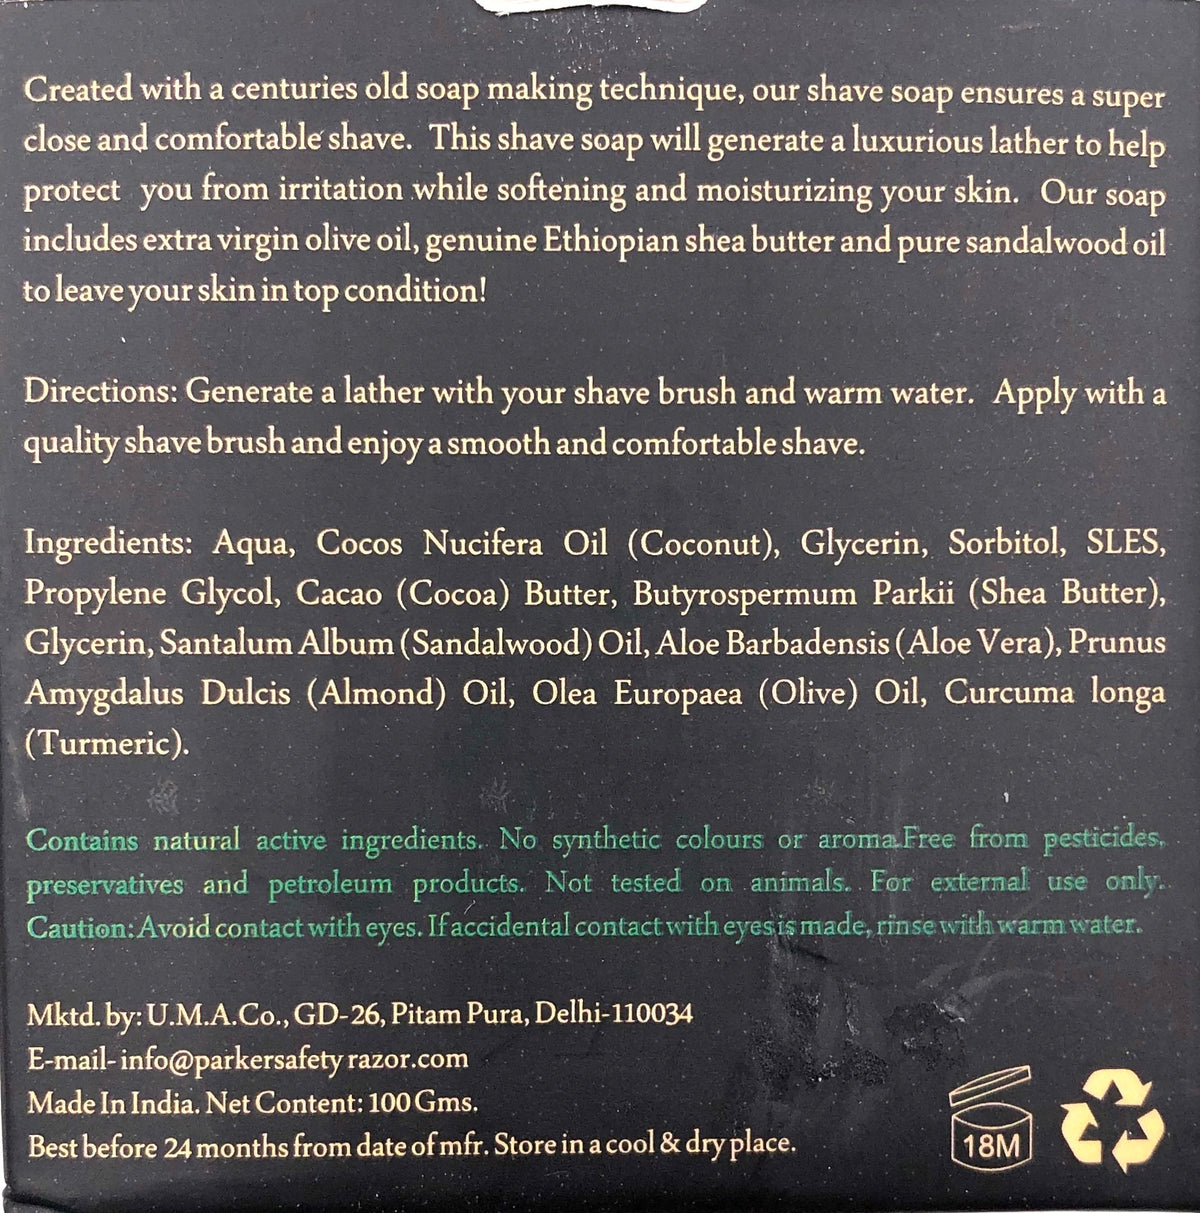 Created with a centuries old soap making technique, our shave soap ensures a super
close and comfortable shave. This shave soap will generate a luxurious lather to help
protect you from irritation while softening and moisturizing your skin. Our soap
includes extra virgin olive oil, genuine Ethiopian shea butter and pure sandalwood oil
to leave your skin in top condition!
Directions: Generate a lather with your shave brush and warm water. Apply with a
quality shave brush and enjoy a smooth and comfortable shave.
Ingredients: Aqua, Cocos Nucifera Oil (Coconut), Glycerin, Sorbitol, SLES,
Propylene Glycol, Cacao (Cocoa) Butter, Butyrospermum Parkii (Shea Butter),
Glycerin, Santalum Album (Sandalwood) Oil, Aloe Barbadensis (Aloe Vera), Prunus
Amygdalus Dulcis (Almond) Oil, Olea Europaea (Olive) Oil, Curcuma longa
(Turmeric).
Contains natural active ingredients. No synthetic colours or aroma.Free from pesticides,
preservatives and petroleum products. Not tested on animals. For external use only.
Caution: Avoid contact with eyes. If accidental contact with eyes is made, rinse with warm water.
Mktd. by: U.M.A.Co., GD-26, Pitam Pura, Delhi-110034
E-mail- info@parkersafety razor.com
Made In India. Net Content: 100 Gms.
Best before 24 months from date of mfr. Store in a cool & dry place.
18M